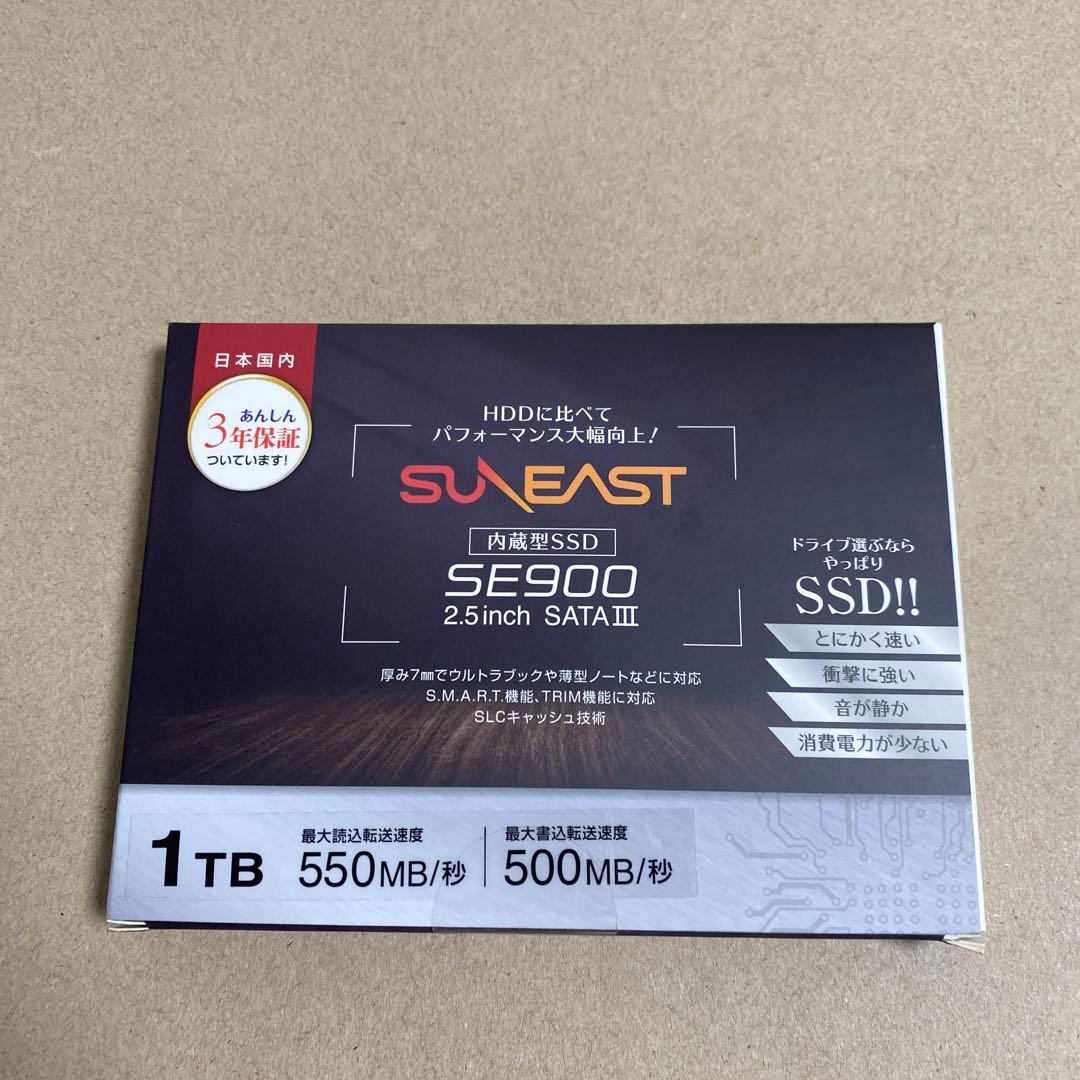 日本国内
あんしん
3年保証
ついています!
HDDに比べて
パフォーマンス大幅向上!
SUNEAST
内蔵型SSD
SE900
2.5inch SATAⅢ
厚み7㎜でウルトラブックや薄型ノートなどに対応
S.M.A.R.T.機能、TRIM機能に対応
SLCキャッシュ技術
ドライブ選ぶなら
やっぱり
SSD!!
とにかく速い
衝撃に強い
音が静か
消費電力が少ない
1TB
最大読込転送速度
550MB/秒
最大書込転送速度
500MB/秒